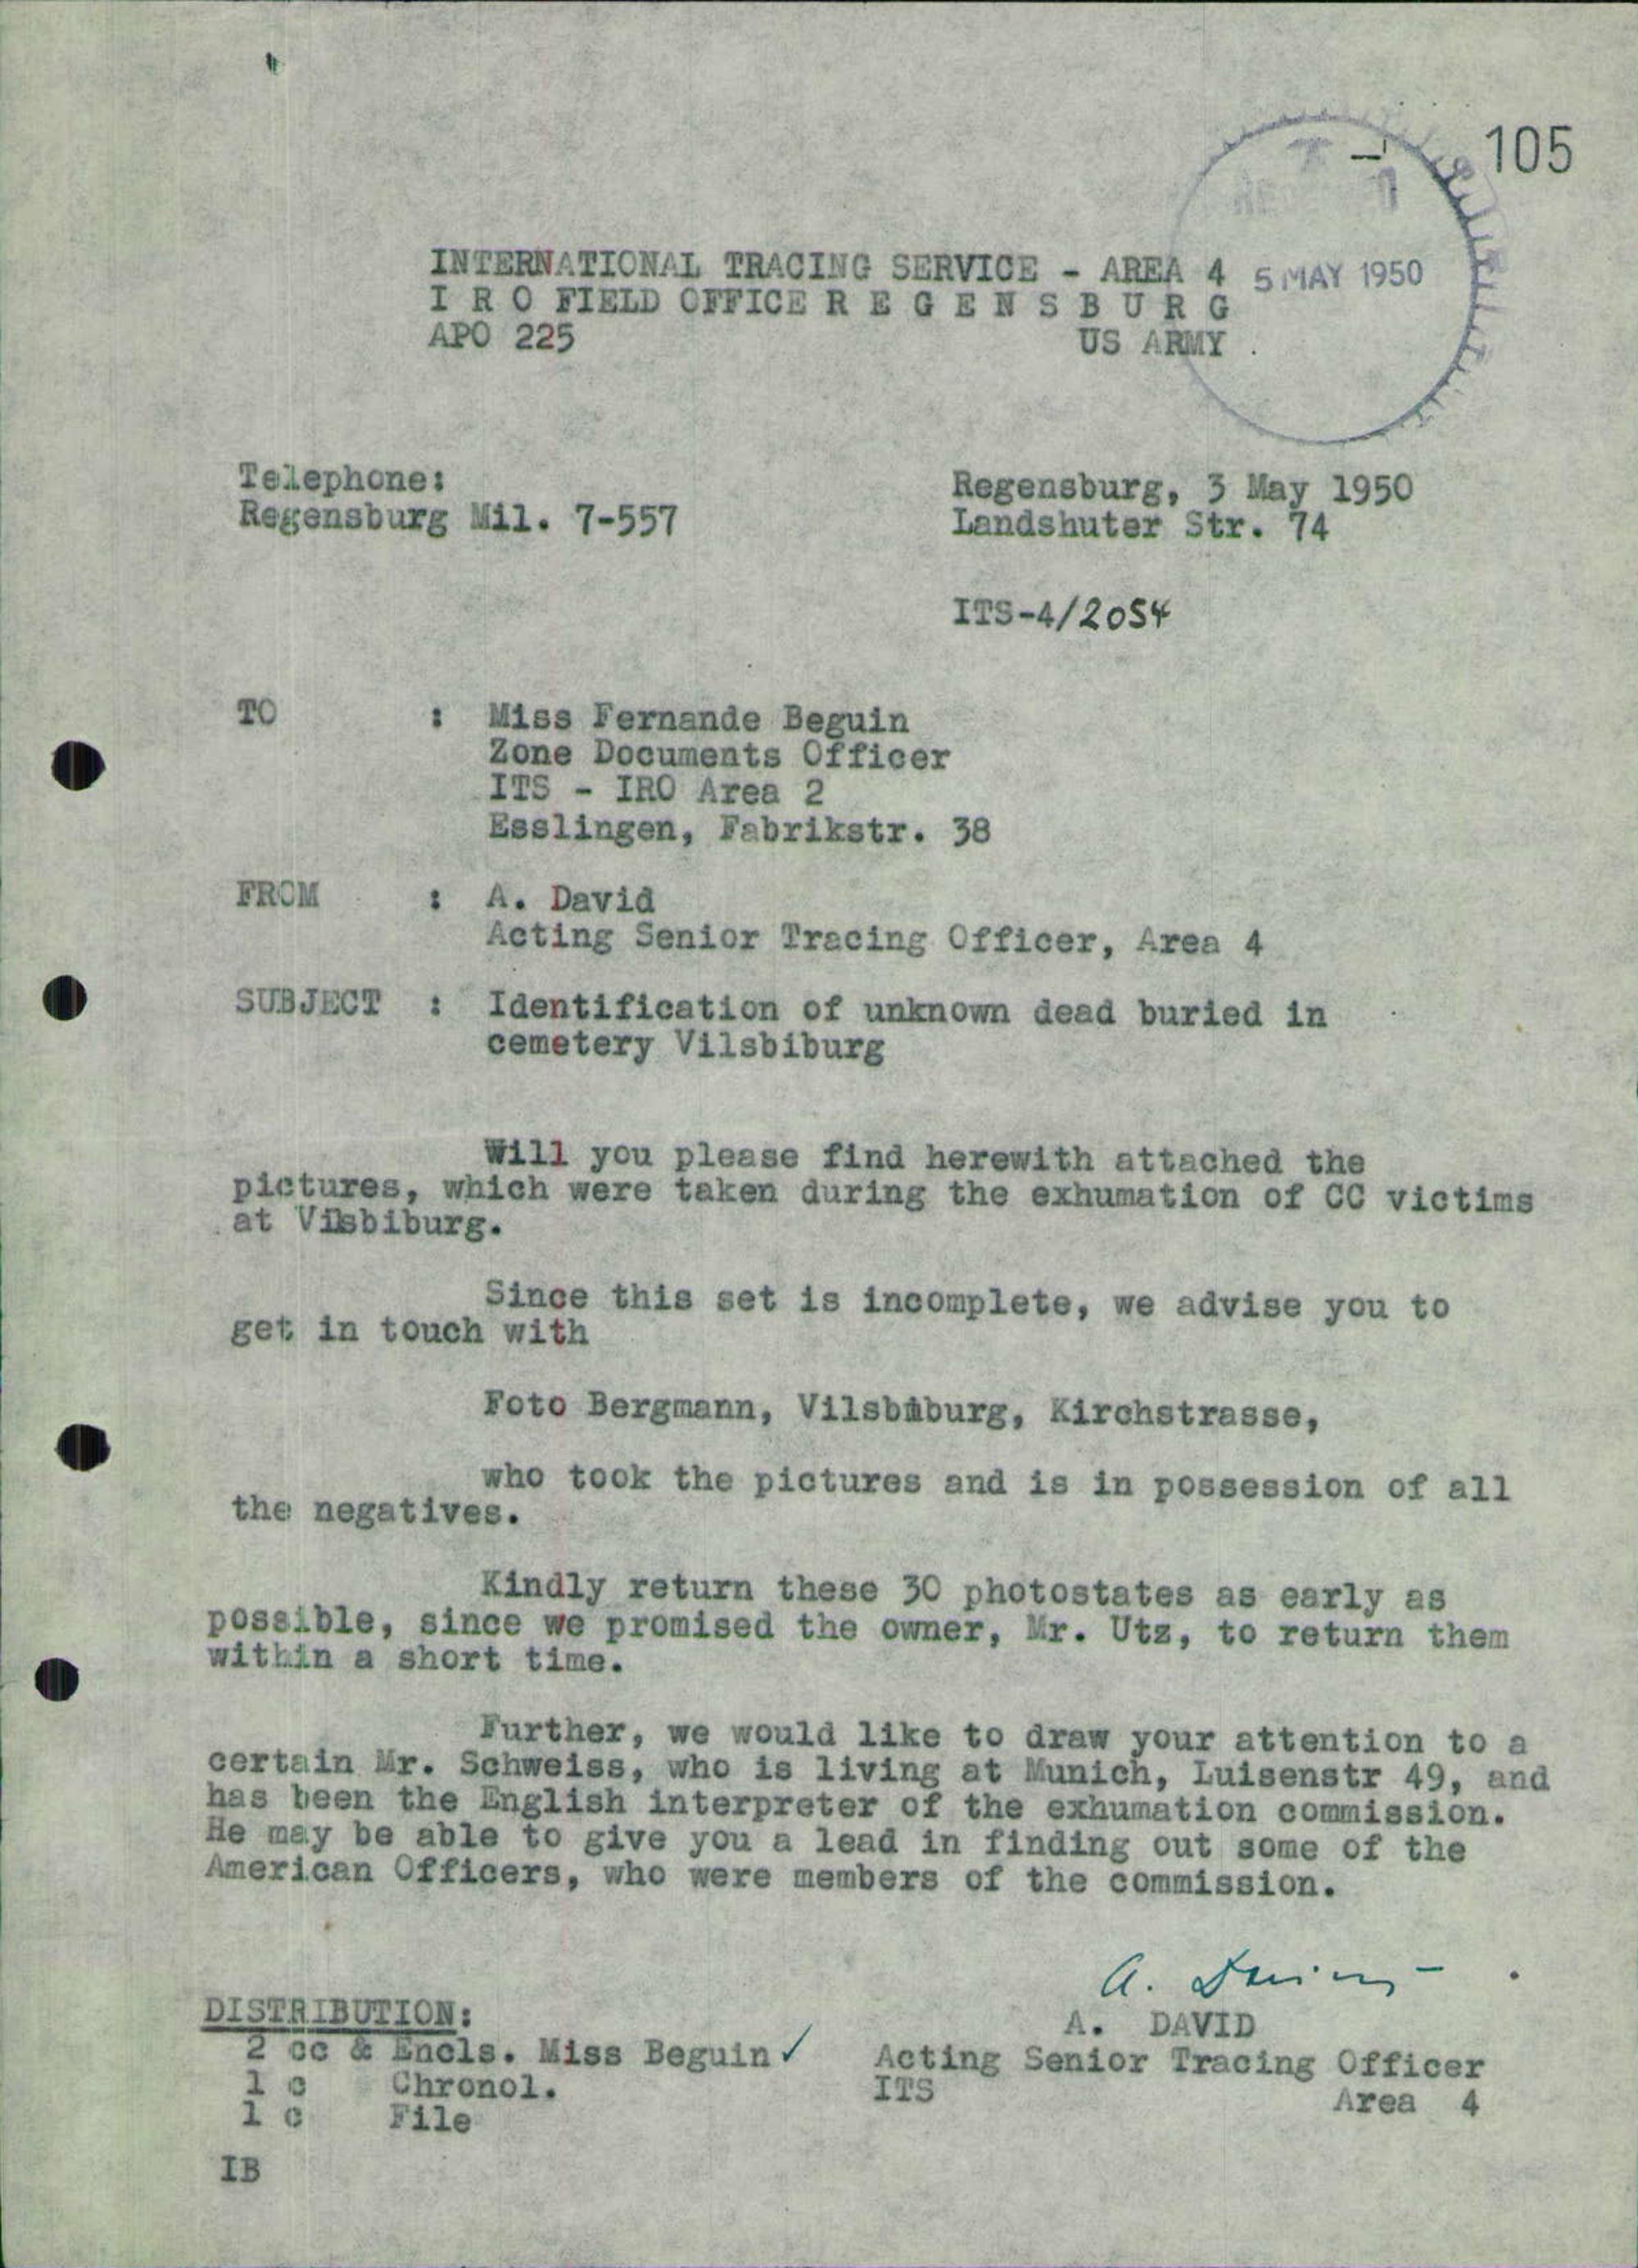 105
INTERNATIONAL TRACING SERVICE - AREA 4
5 MAY 1950
I R O FIELD OFFICE R E G E N S B U R G
APO 225 US ARMY
Telephone:
Regensburg Mil. 7-557
Regensburg, 3 May 1950
Landshuter Str. 74
ITS-4/2054
TO : Miss Fernande Beguin
Zone Documents Officer
ITS - IRO Area 2
Esslingen, Fabrikstr. 38
FROM : A. David
Acting Senior Tracing Officer, Area 4
SUBJECT : Identification of unknown dead buried in
cemetery Vilsbiburg
Will you please find herewith attached the
pictures, which were taken during the exhumation of CC victims
at Vilsbiburg.
Since this set is incomplete, we advise you to
get in touch with
Foto Bergmann, Vilsbiburg, Kirchstrasse,
who took the pictures and is in possession of all
the negatives.
Kindly return these 30 photostates as early as
possible, since we promised the owner, Mr. Utz, to return them
within a short time.
Further, we would like to draw your attention to a
certain Mr. Schweiss, who is living at Munich, Luisenstr 49, and
has been the English interpreter of the exhumation commission.
He may be able to give you a lead in finding out some of the
American Officers, who were members of the commission.
A. David
A. DAVID
Acting Senior Tracing Officer
ITS Area 4
DISTRIBUTION:
2 cc & Encls. Miss Beguin ✓
1 c Chronol.
1 c File
IB